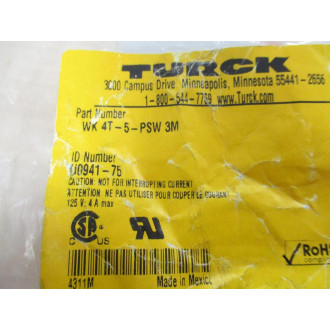 TURCK
3000 Campus Drive, Minneapolis, Minnesota 55441-2656
1-800-544-7769 www.Turck.com
Part Number
WK 4T-5-PSW 3M
ID Number
U0941-75
CAUTION: NOT FOR INTERRUPTING CURRENT
ATTENTION: NE PAS UTILISER POUR COUPER LE COURANT
125 V; 4 A max
C US
4311M
Made in Mexico
RoHS